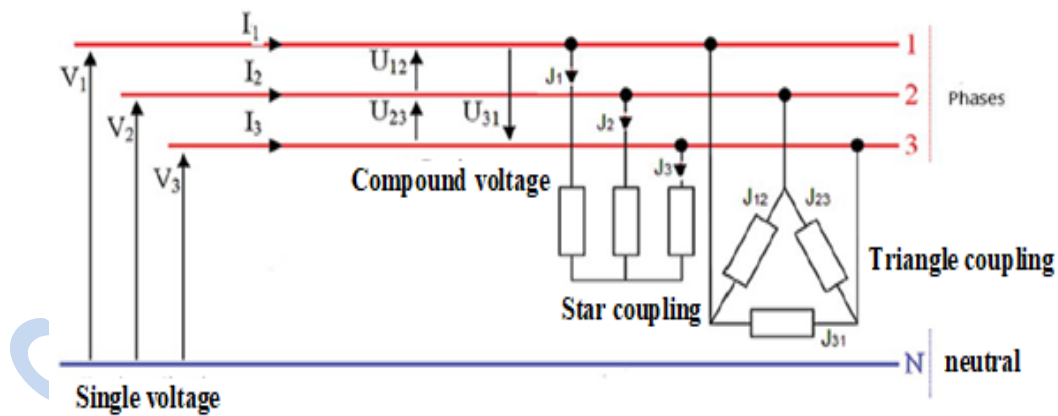 I1
1
V1
U12
J1
I2
2
Phases
V2
U23
U31
J2
I3
3
V3
J3
Compound voltage
J12
J23
Triangle coupling
Star coupling
J31
N
neutral
Single voltage